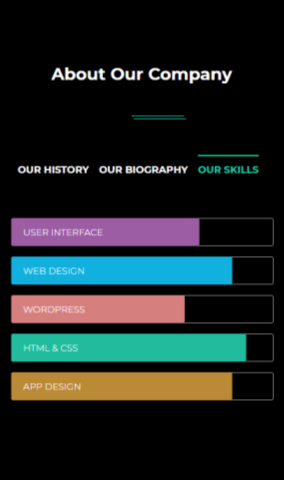 About Our Company
OUR HISTORY OUR BIOGRAPHY OUR SKILLS
USER INTERFACE
WEB DESIGN
WORDPRESS
HTML & CSS
APP DESIGN